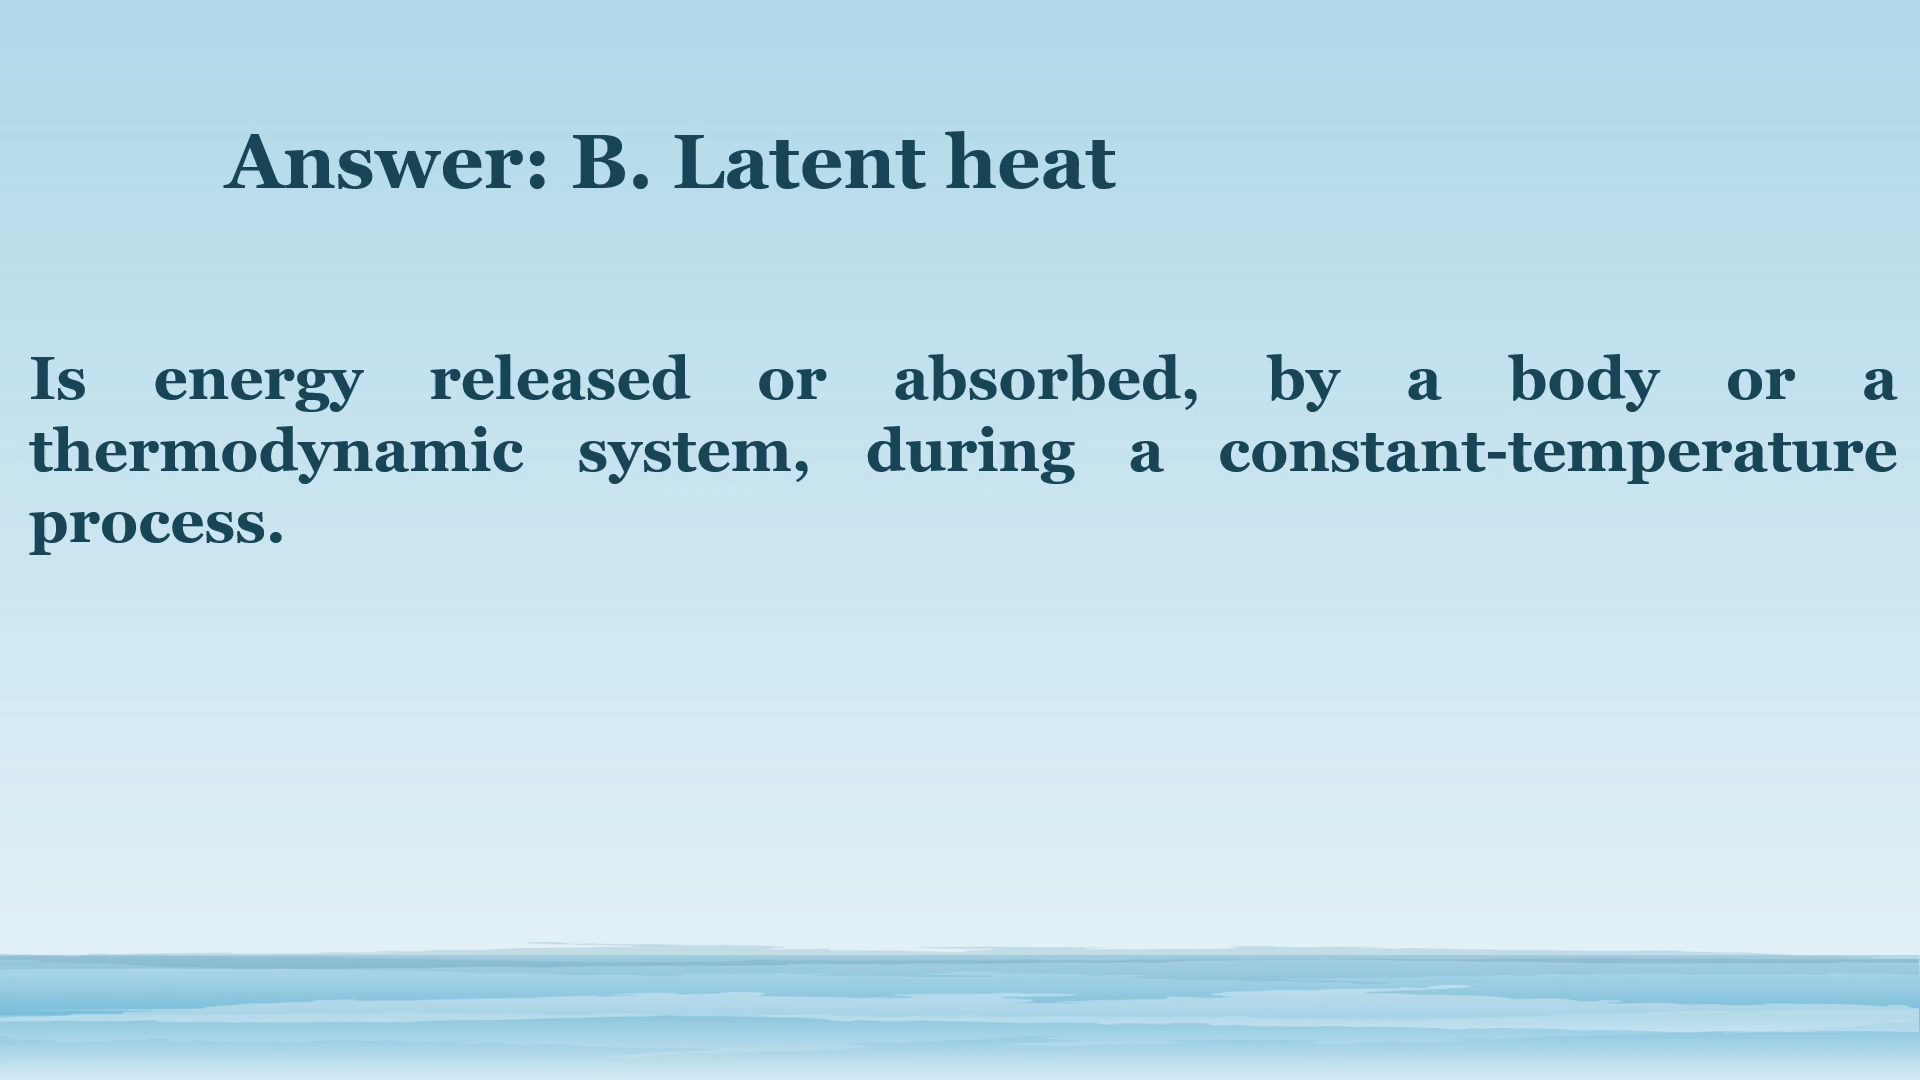 Answer: B. Latent heat
Is energy released or absorbed, by a body or a
thermodynamic system, during a constant-temperature
process.